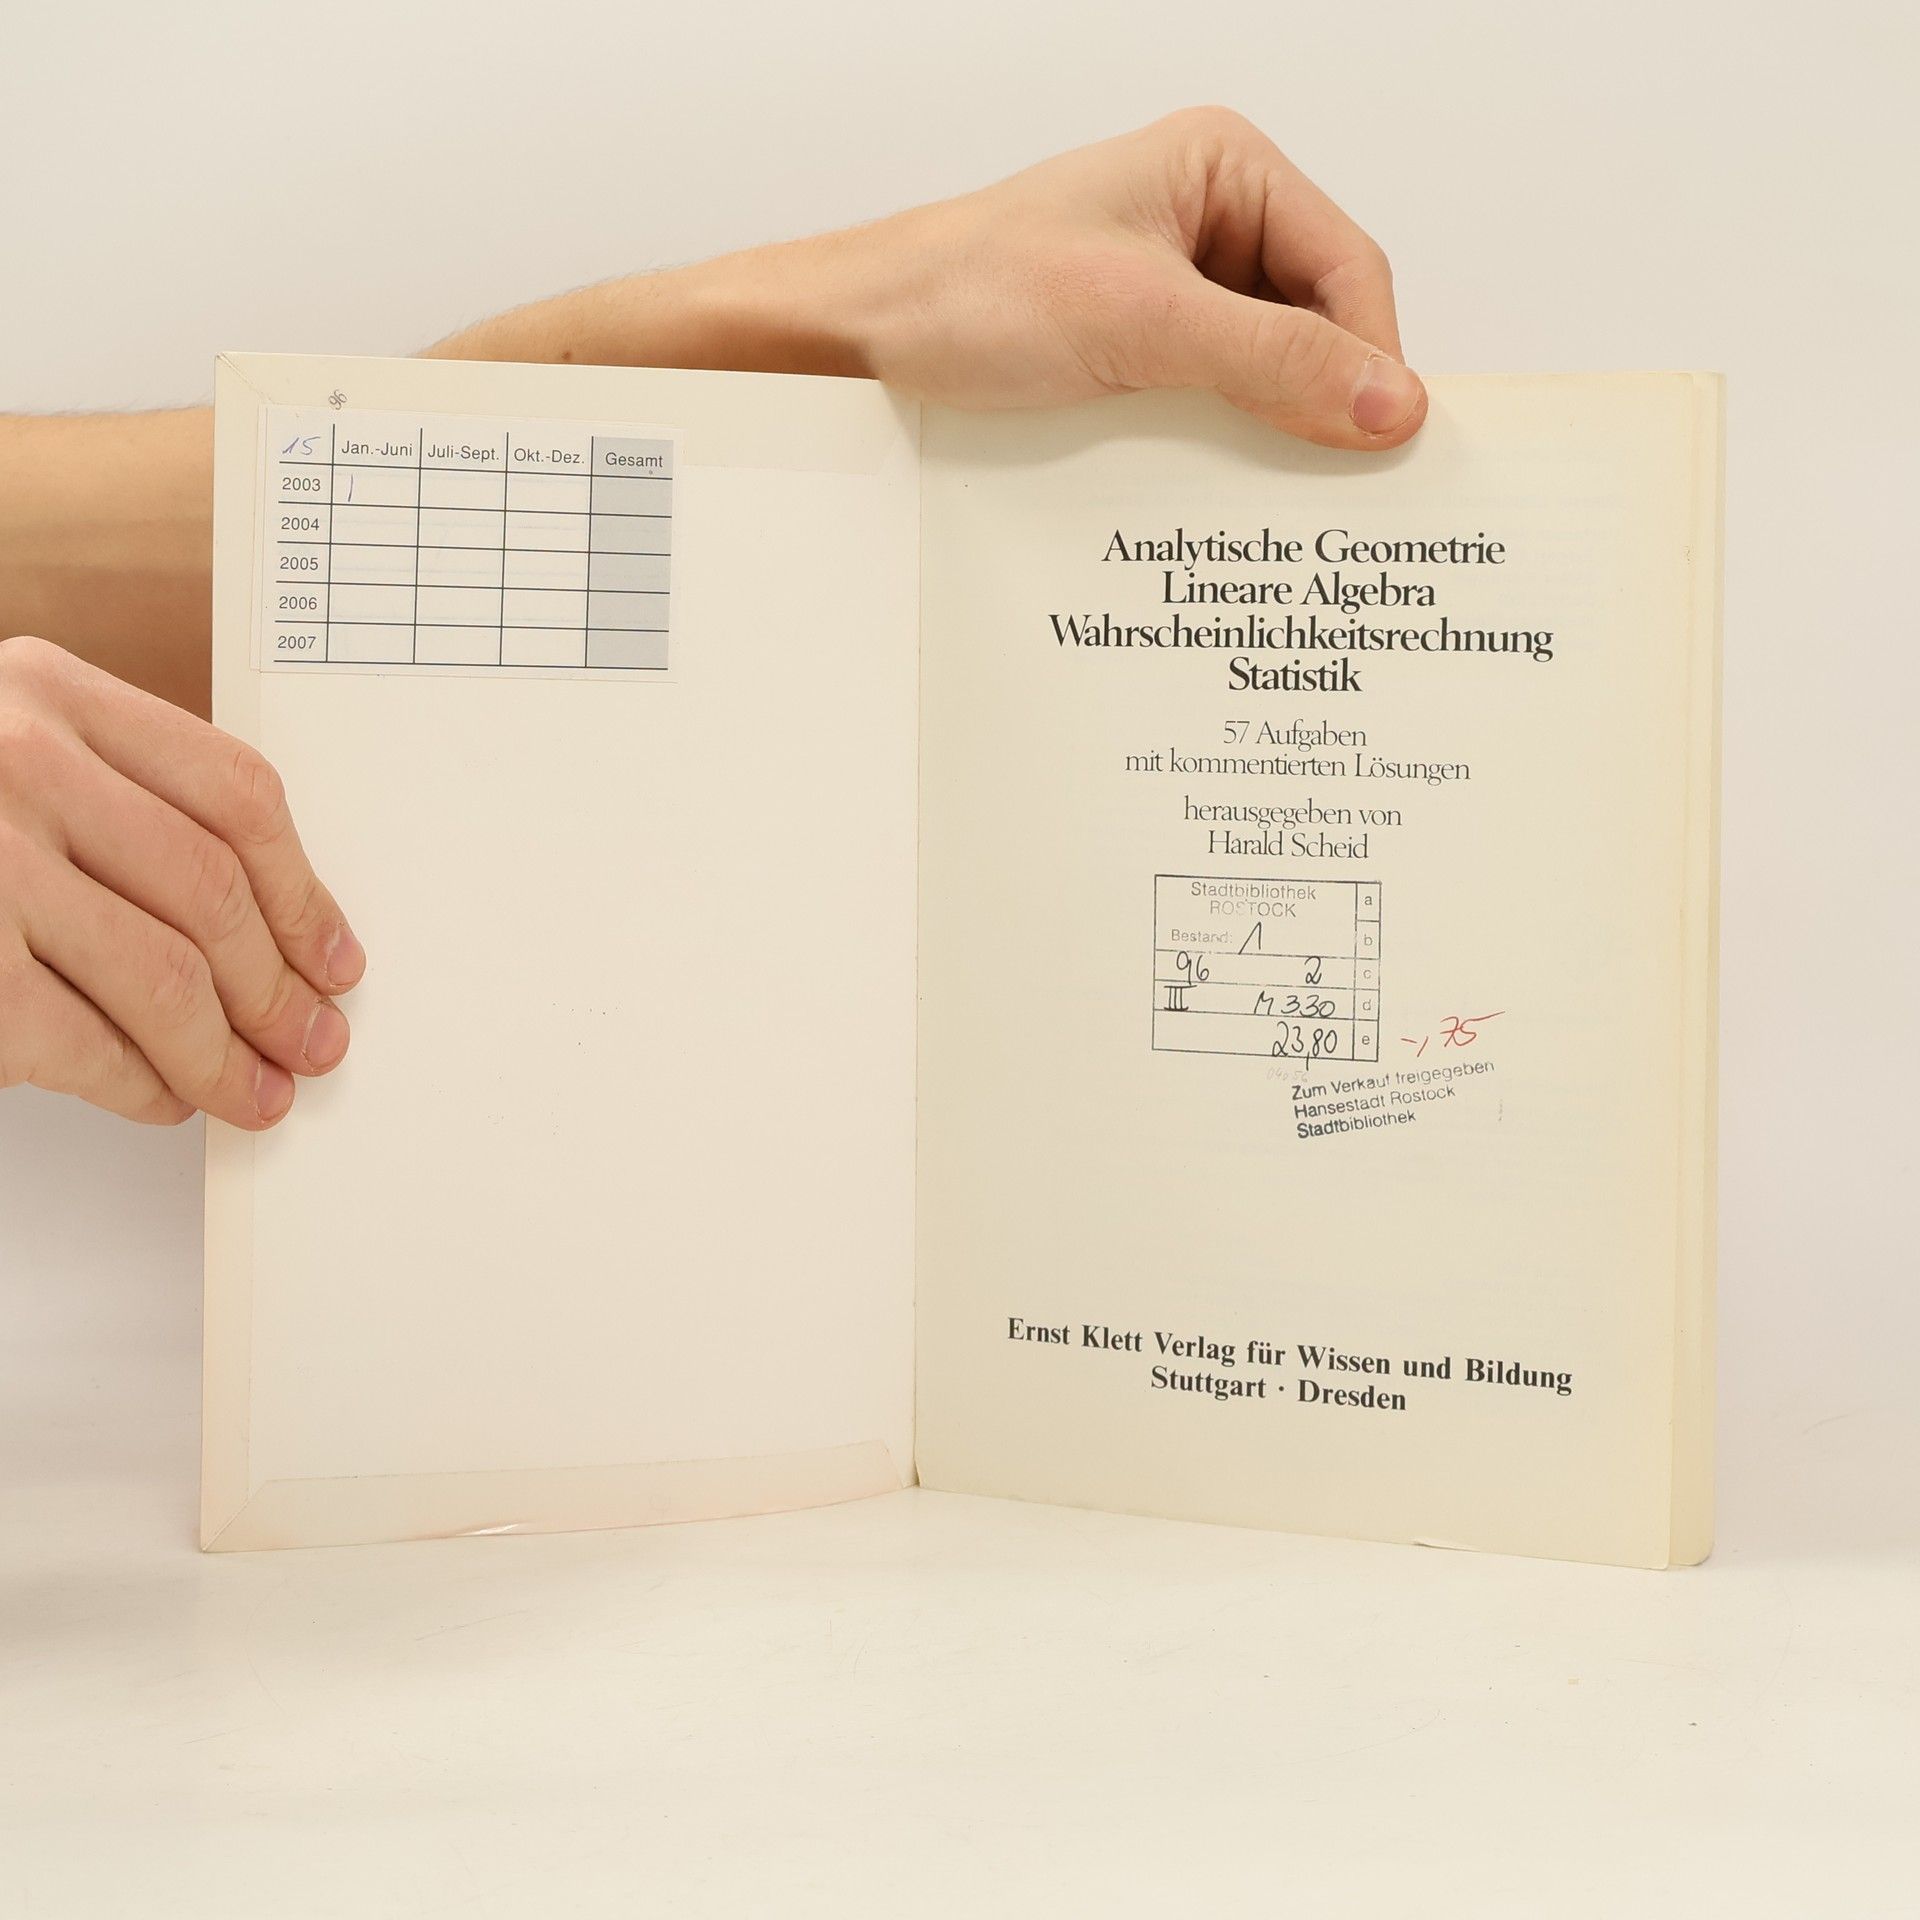 96
15 Jan.-Juni Juli-Sept. Okt.-Dez. Gesamt
2003 |
2004
2005
2006
2007
Analytische Geometrie
Lineare Algebra
Wahrscheinlichkeitsrechnung
Statistik
57 Aufgaben
mit kommentierten Lösungen
herausgegeben von
Harald Scheid
Stadtbibliothek a
ROSTOCK
Bestand: 1 b
96 2 c
III M 330 d
23,80 e
-,75
Zum Verkauf freigegeben
Hansestadt Rostock
Stadtbibliothek
Ernst Klett Verlag für Wissen und Bildung
Stuttgart · Dresden